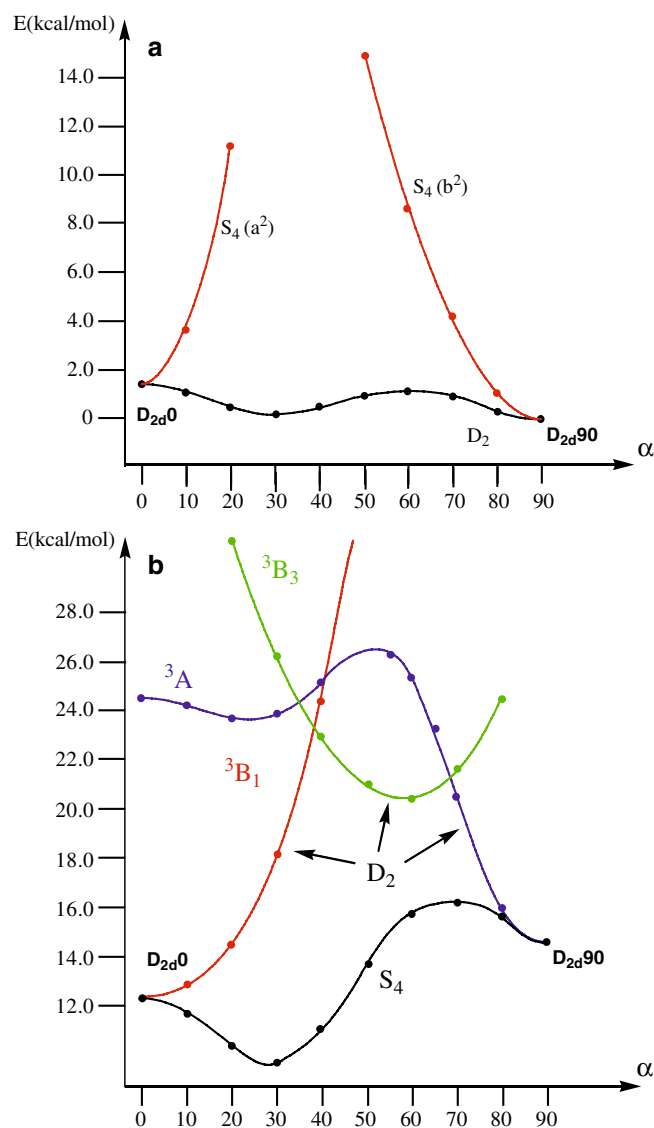 E(kcal/mol)
a
14.0
12.0
10.0
8.0
6.0
4.0
2.0
0
S₄ (a²)
S₄ (b²)
D₂d0
D₂
D₂d90
α
0 10 20 30 40 50 60 70 80 90
E(kcal/mol)
b
28.0
26.0
24.0
22.0
20.0
18.0
16.0
14.0
12.0
³B₃
³A
³B₁
D₂
D₂d0
S₄
D₂d90
α
0 10 20 30 40 50 60 70 80 90